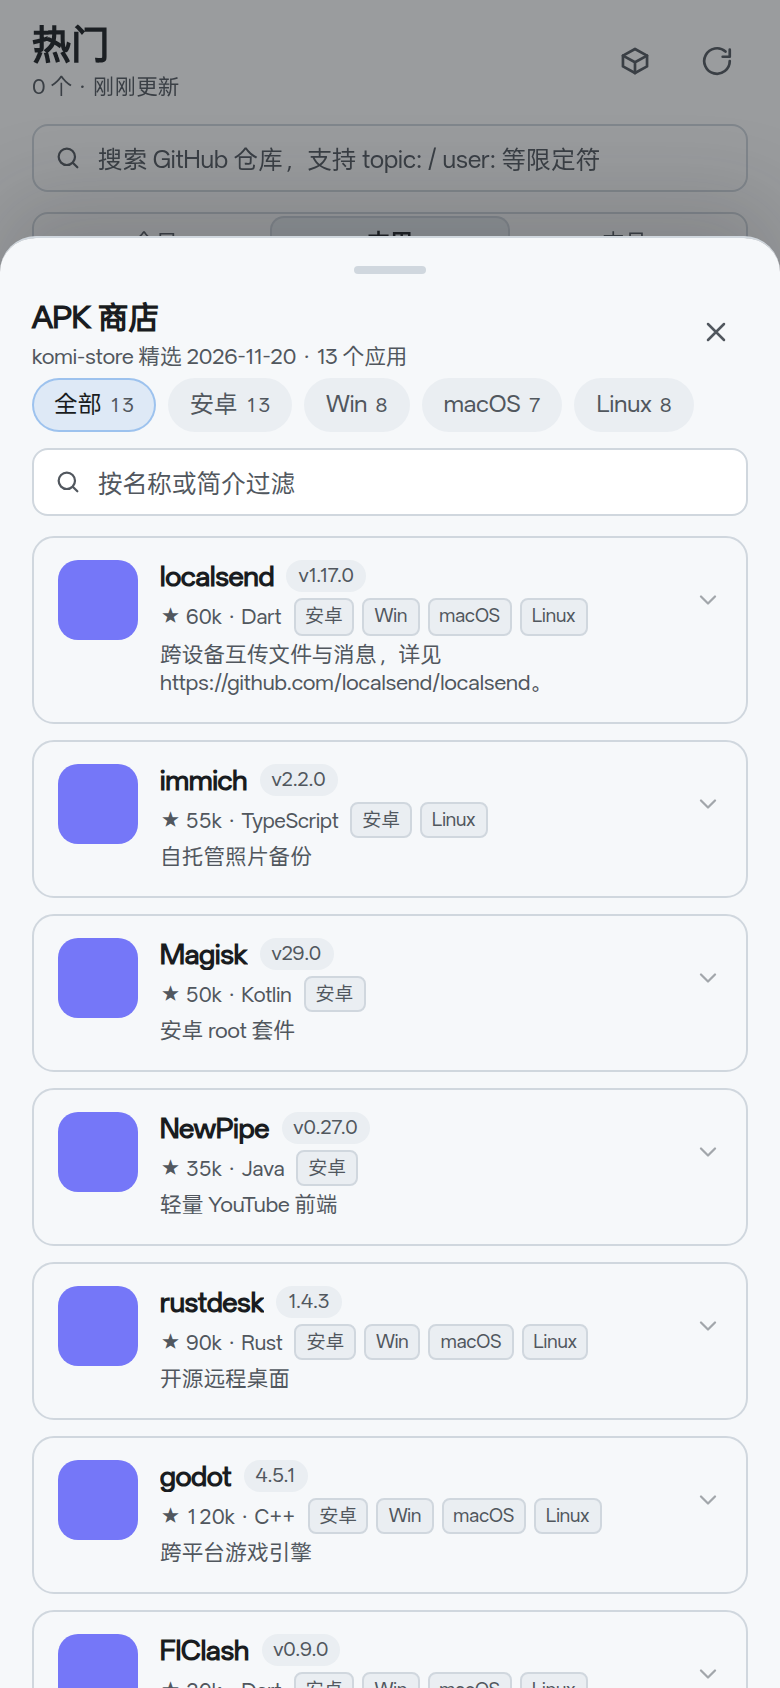 热门
0 个 · 刚刚更新
搜索 GitHub 仓库，支持 topic: / user: 等限定符
APK 商店
komi-store 精选 2026-11-20 · 13 个应用
全部 13 安卓 13 Win 8 macOS 7 Linux 8
按名称或简介过滤
localsend v1.17.0
★ 60k · Dart 安卓 Win macOS Linux
跨设备互传文件与消息，详见
https://github.com/localsend/localsend。
immich v2.2.0
★ 55k · TypeScript 安卓 Linux
自托管照片备份
Magisk v29.0
★ 50k · Kotlin 安卓
安卓 root 套件
NewPipe v0.27.0
★ 35k · Java 安卓
轻量 YouTube 前端
rustdesk 1.4.3
★ 90k · Rust 安卓 Win macOS Linux
开源远程桌面
godot 4.5.1
★ 120k · C++ 安卓 Win macOS Linux
跨平台游戏引擎
FlClash v0.9.0
Dart 安卓 Win macOS Linux